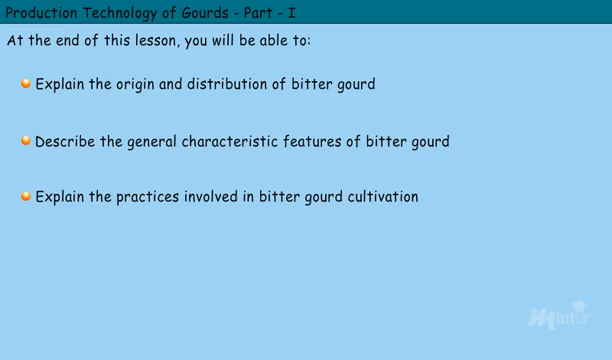 Production Technology of Gourds - Part - I
At the end of this lesson, you will be able to:
Explain the origin and distribution of bitter gourd
Describe the general characteristic features of bitter gourd
Explain the practices involved in bitter gourd cultivation
Mtutor